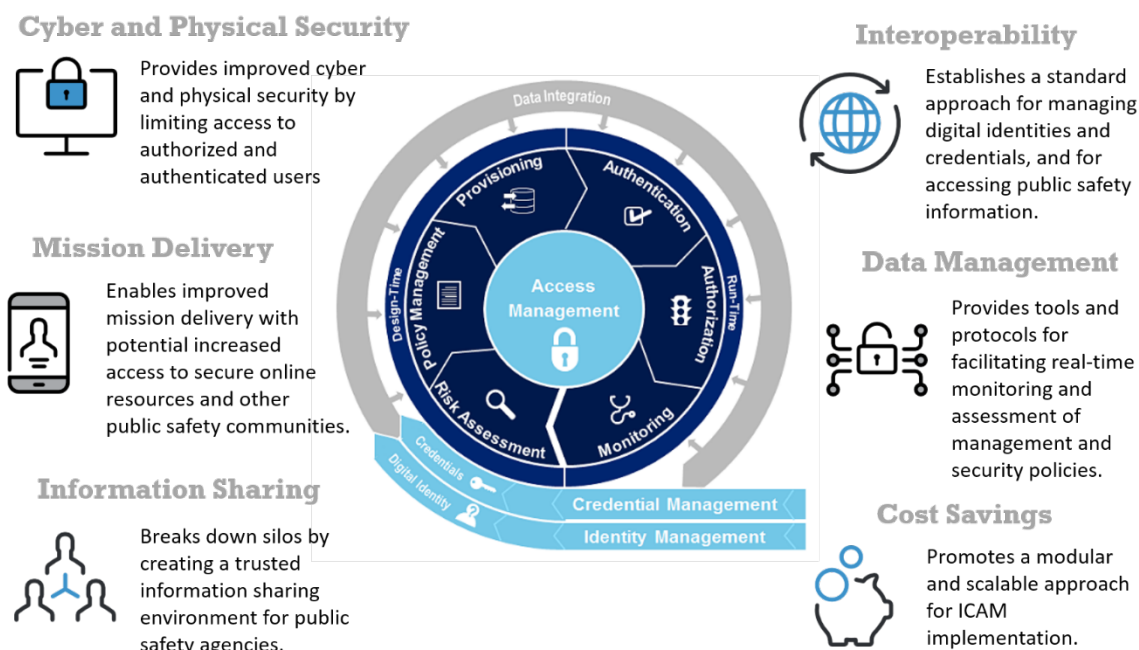 Cyber and Physical Security
Provides improved cyber
and physical security by
limiting access to
authorized and
authenticated users
Mission Delivery
Enables improved
mission delivery with
potential increased
access to secure online
resources and other
public safety communities.
Information Sharing
Breaks down silos by
creating a trusted
information sharing
environment for public
safety agencies.
Data Integration
Design-Time
Run-Time
Provisioning
Authentication
Policy Management
Authorization
Risk Assessment
Monitoring
Access
Management
Credentials
Digital Identity
Credential Management
Identity Management
Interoperability
Establishes a standard
approach for managing
digital identities and
credentials, and for
accessing public safety
information.
Data Management
Provides tools and
protocols for
facilitating real-time
monitoring and
assessment of
management and
security policies.
Cost Savings
Promotes a modular
and scalable approach
for ICAM
implementation.